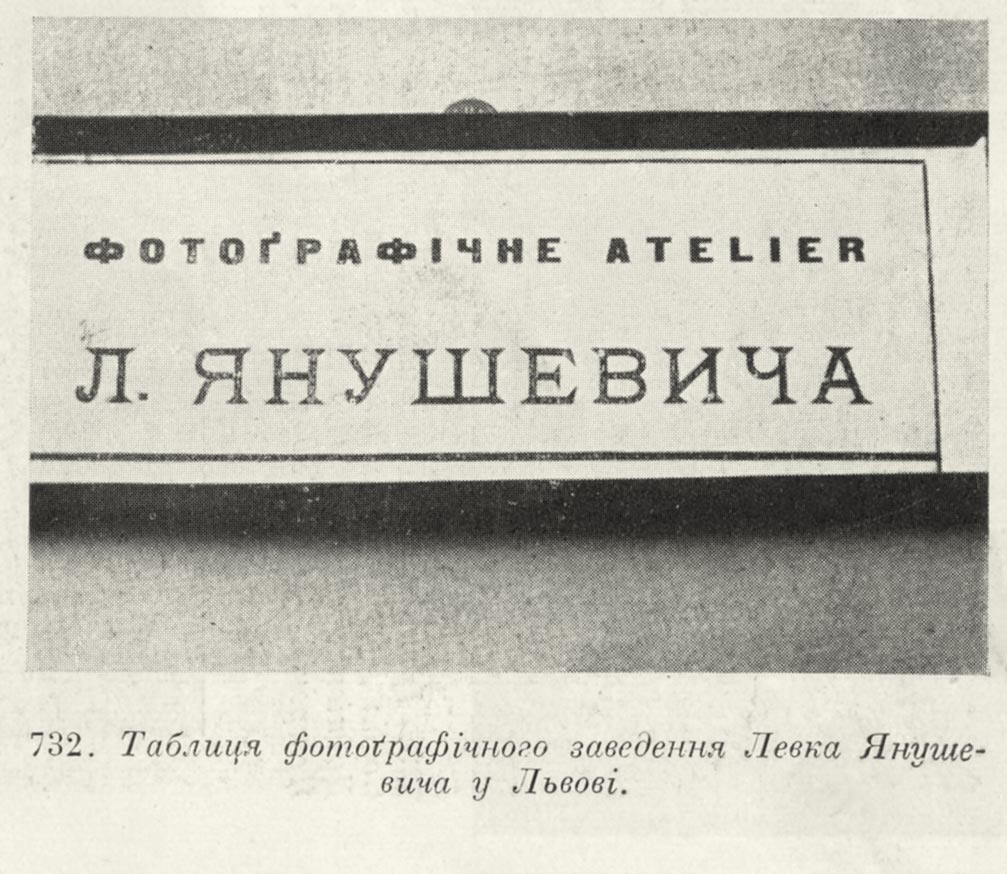 ФОТОҐРАФІЧНЕ ATELIER
Л. ЯНУШЕВИЧА
732. Таблиця фотоґрафічного заведення Левка Януше-
вича у Львові.